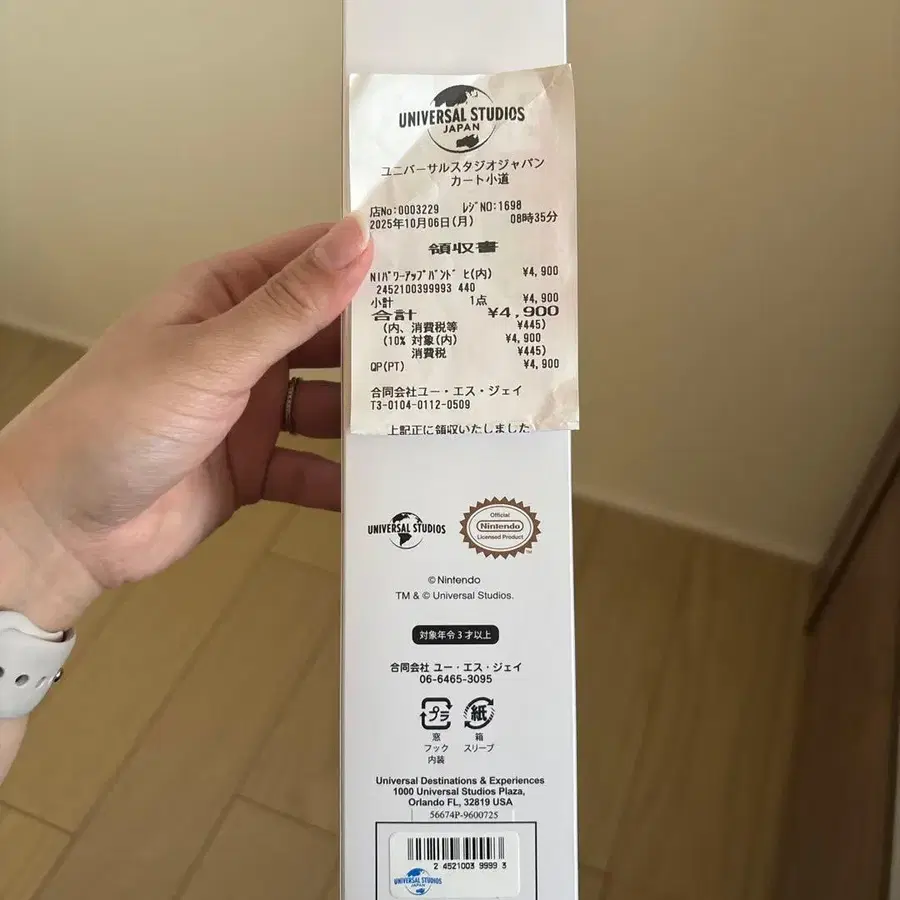 UNIVERSAL STUDIOS
JAPAN
ユニバーサルスタジオジャパン
カート小道
店No:0003229 ﾚｼﾞNO:1698
2025年10月06日(月) 08時35分
領収書
NIﾊﾟﾜｰｱｯﾌﾟﾊﾞﾝﾄﾞ ﾋ(内) ¥4,900
2452100399993 440
小計 1点 ¥4,900
合計 ¥4,900
(内、消費税等 ¥445)
(10% 対象(内) ¥4,900
消費税 ¥445)
QP(PT) ¥4,900
合同会社ユー・エス・ジェイ
T3-0104-0112-0509
上記正に領収いたしました
UNIVERSAL STUDIOS
Official
Nintendo
Licensed Product
TM
© Nintendo
TM & © Universal Studios.
対象年令3才以上
合同会社 ユー・エス・ジェイ
06-6465-3095
プラ 紙
窓 箱
フック スリーブ
内装
Universal Destinations & Experiences
1000 Universal Studios Plaza,
Orlando FL, 32819 USA
56674P-9600725
2 4521003 9999 3
UNIVERSAL STUDIOS
JAPAN